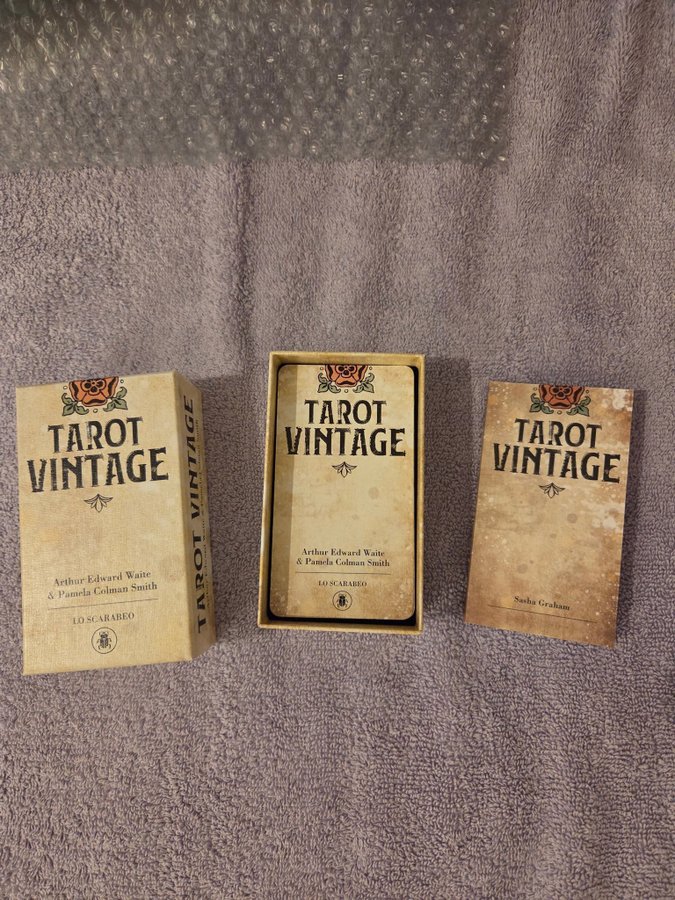 TAROT
VINTAGE
Arthur Edward Waite
& Pamela Colman Smith
LO SCARABEO
TAROT VINTAGE
TAROT
VINTAGE
Arthur Edward Waite
& Pamela Colman Smith
LO SCARABEO
TAROT
VINTAGE
Sasha Graham